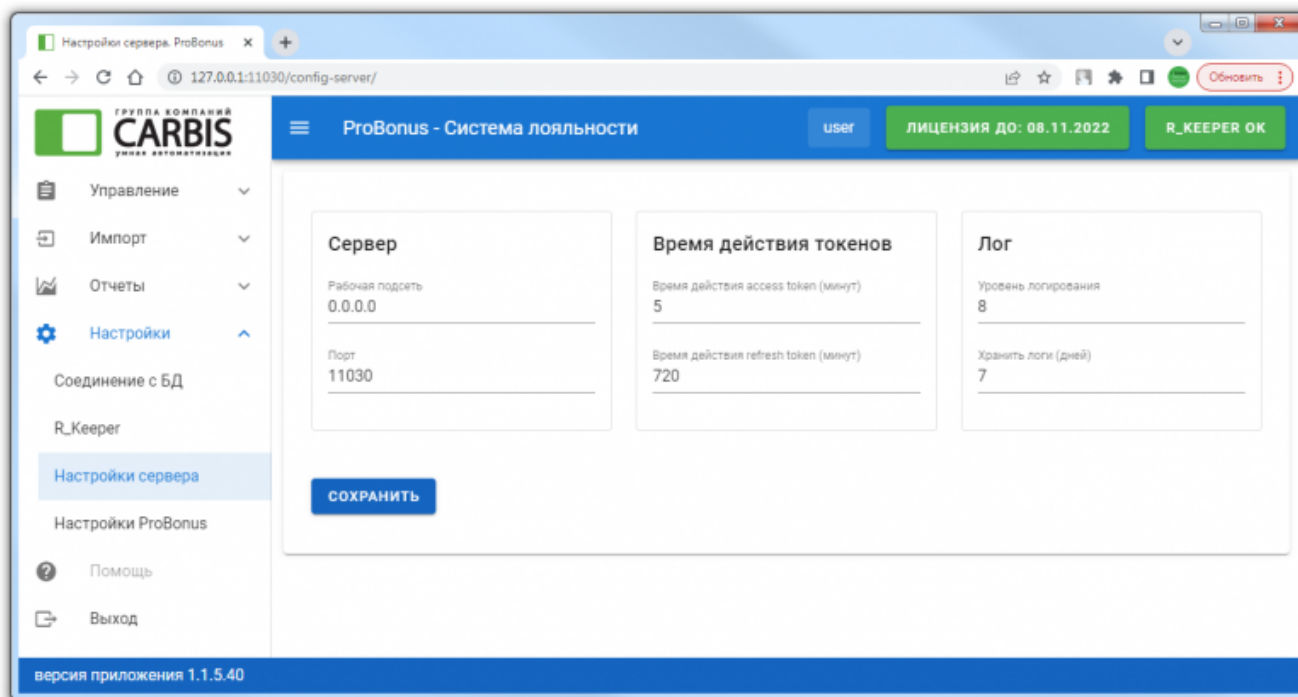 Настройки сервера. ProBonus
127.0.0.1:11030/config-server/
Обновить
ГРУППА КОМПАНИЙ
CARBIS
умная автоматизация
ProBonus - Система лояльности
user
ЛИЦЕНЗИЯ ДО: 08.11.2022
R_KEEPER OK
Управление
Импорт
Отчеты
Настройки
Соединение с БД
R_Keeper
Настройки сервера
Настройки ProBonus
Помощь
Выход
Сервер
Рабочая подсеть
0.0.0.0
Порт
11030
Время действия токенов
Время действия access token (минут)
5
Время действия refresh token (минут)
720
Лог
Уровень логирования
8
Хранить логи (дней)
7
СОХРАНИТЬ
версия приложения 1.1.5.40